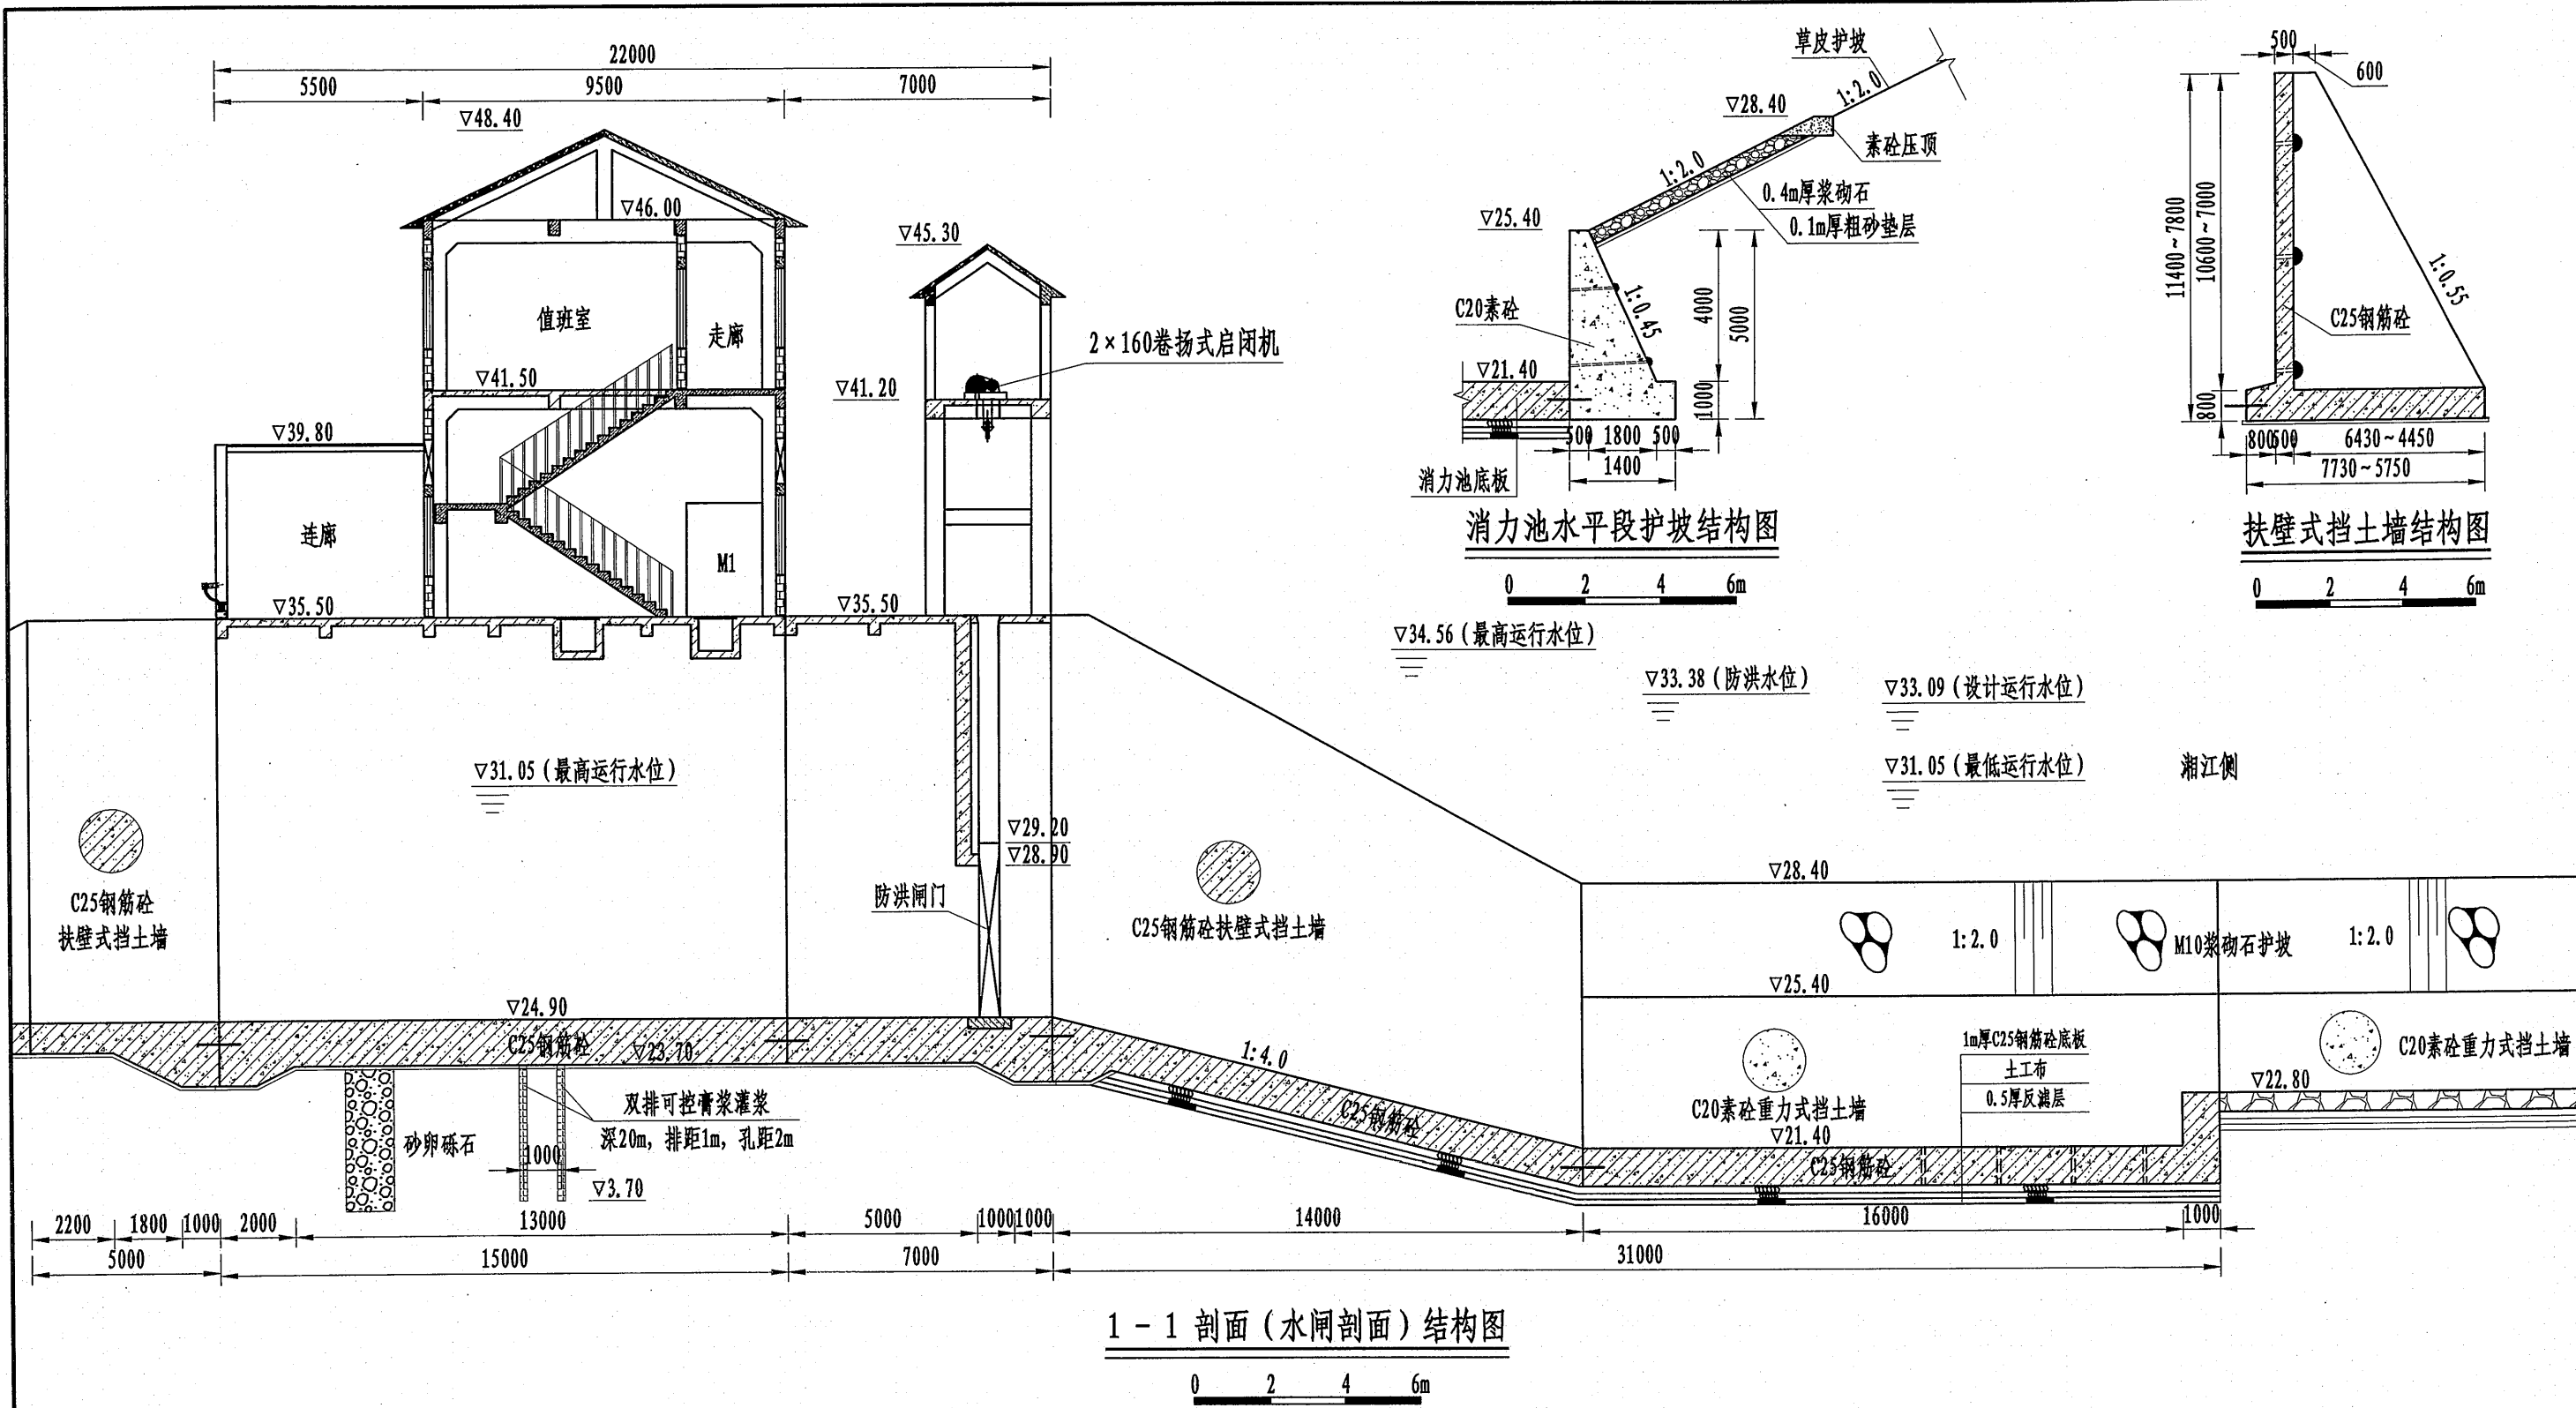 22000
5500
9500
7000
▽48.40
▽46.00
▽45.30
值班室
走廊
2×160卷扬式启闭机
▽41.50
▽41.20
▽39.80
连廊
M1
▽35.50
▽35.50
▽31.05(最高运行水位)
▽29.20
▽28.90
防洪闸门
C25钢筋砼
扶壁式挡土墙
C25钢筋砼扶壁式挡土墙
▽24.90
C25钢筋砼
▽23.70
1:4.0
砂卵砾石
双排可控膏浆灌浆
深20m，排距1m，孔距2m
1000
▽3.70
C25钢筋砼
▽34.56(最高运行水位)
▽33.38(防洪水位)
▽33.09(设计运行水位)
▽31.05(最低运行水位)
湘江侧
▽28.40
1:2.0
M10浆砌石护坡
1:2.0
▽25.40
1m厚C25钢筋砼底板
土工布
0.5厚反滤层
C20素砼重力式挡土墙
C20素砼重力式挡土墙
▽22.80
▽21.40
C25钢筋砼
2200
1800
1000
2000
13000
5000
1000
1000
14000
16000
1000
5000
15000
7000
31000
1-1 剖面(水闸剖面)结构图
0 2 4 6m
草皮护坡
1:2.0
▽28.40
素砼压顶
1:2.0
0.4m厚浆砌石
0.1m厚粗砂垫层
▽25.40
C20素砼
1:0.45
4000
5000
▽21.40
1000
500
1800
500
1400
消力池底板
消力池水平段护坡结构图
0 2 4 6m
500
600
11400~7800
10600~7000
1:0.55
C25钢筋砼
800
800
500
6430~4450
7730~5750
扶壁式挡土墙结构图
0 2 4 6m